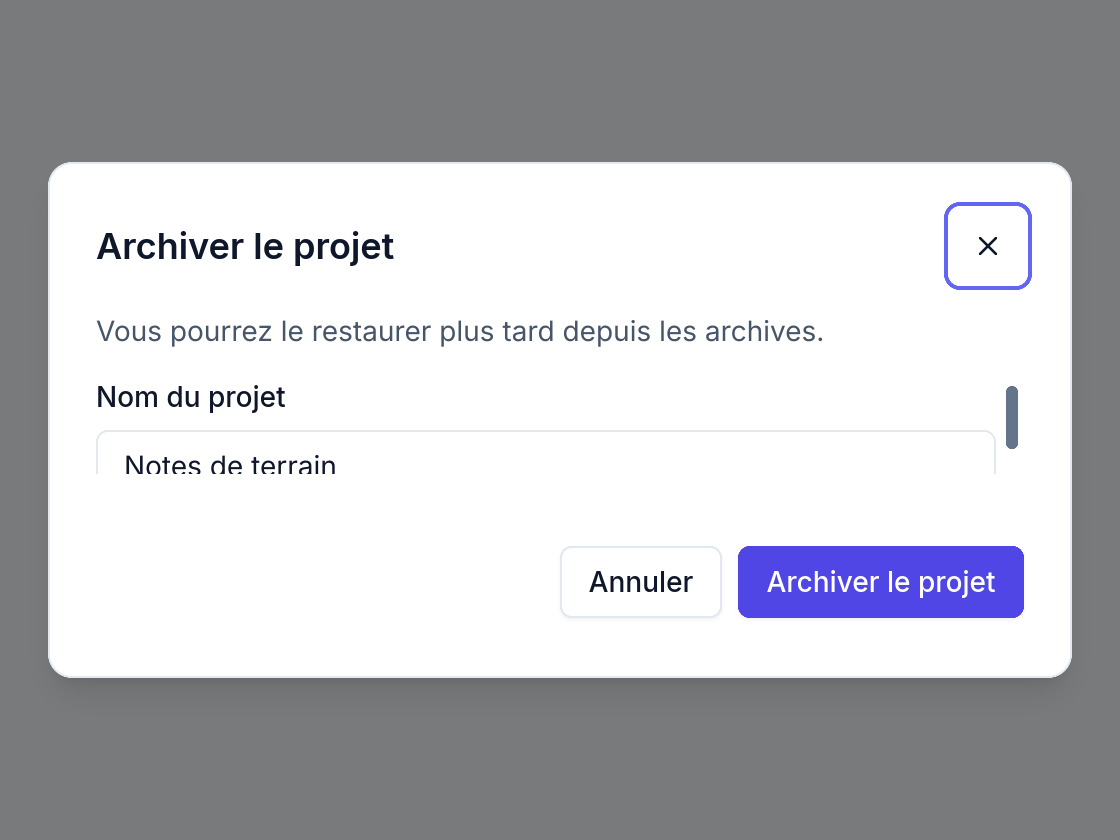 Archiver le projet
Vous pourrez le restaurer plus tard depuis les archives.
Nom du projet
Notes de terrain
Annuler
Archiver le projet